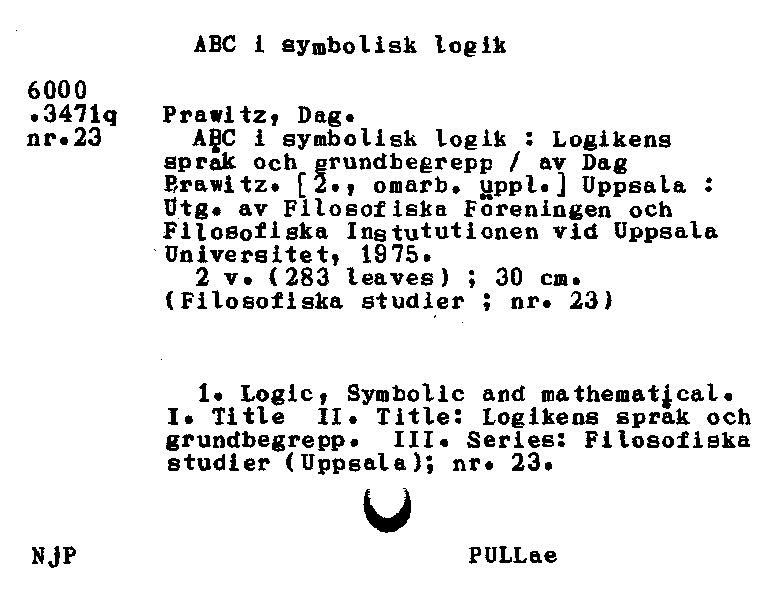 ABC i symbolisk logik
6000
.3471q Prawitz, Dag.
nr.23 ABC i symbolisk logik : Logikens
språk och grundbegrepp / av Dag
Prawitz. [2., omarb. uppl.] Uppsala :
Utg. av Filosofiska Föreningen och
Filosofiska Instututionen vid Uppsala
Universitet, 1975.
2 v. (283 leaves) ; 30 cm.
(Filosofiska studier ; nr. 23)
1. Logic, Symbolic and mathematical.
I. Title II. Title: Logikens språk och
grundbegrepp. III. Series: Filosofiska
studier (Uppsala); nr. 23.
NjP PULLae